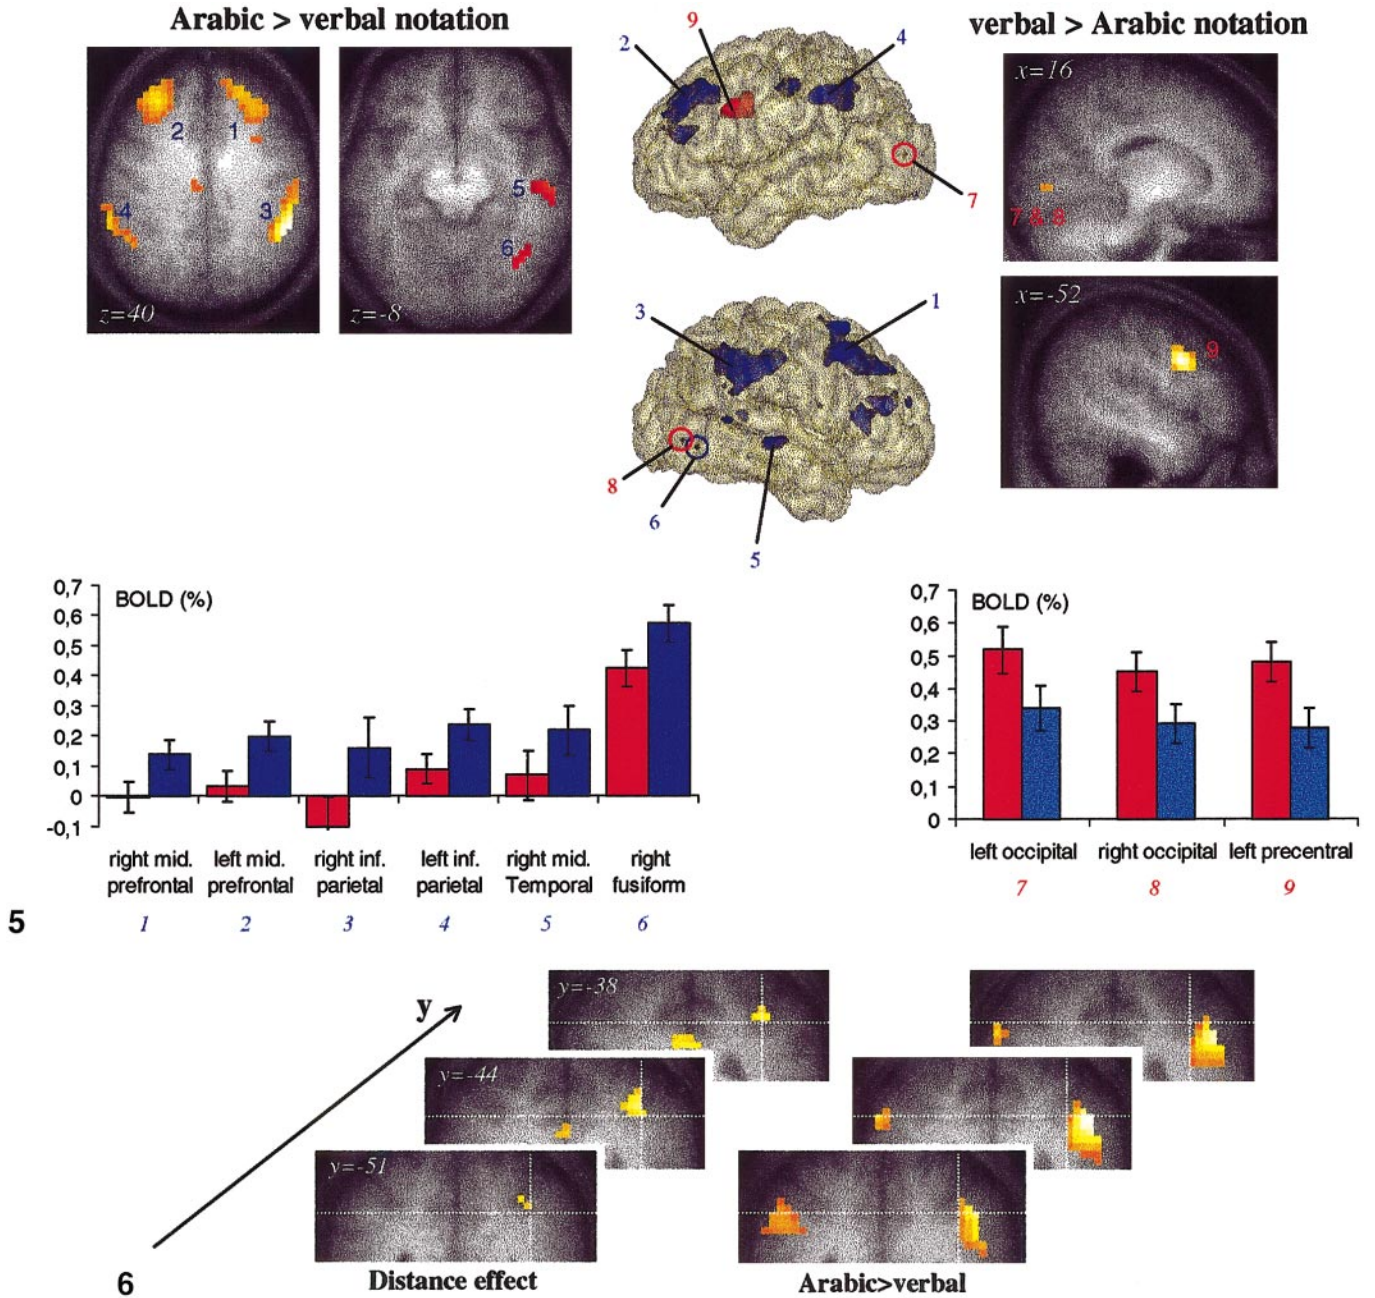 Arabic > verbal notation
verbal > Arabic notation
2
1
4
3
z=40
5
6
z=-8
2
9
4
7
3
1
8
6
5
x=16
7 & 8
x=-52
9
BOLD (%)
0,7
0,6
0,5
0,4
0,3
0,2
0,1
0
-0,1
right mid. prefrontal
left mid. prefrontal
right inf. parietal
left inf. parietal
right mid. Temporal
right fusiform
1 2 3 4 5 6
BOLD (%)
0,7
0,6
0,5
0,4
0,3
0,2
0,1
0
left occipital
right occipital
left precentral
7 8 9
5
y
y=-38
y=-44
y=-51
Distance effect
Arabic>verbal
6